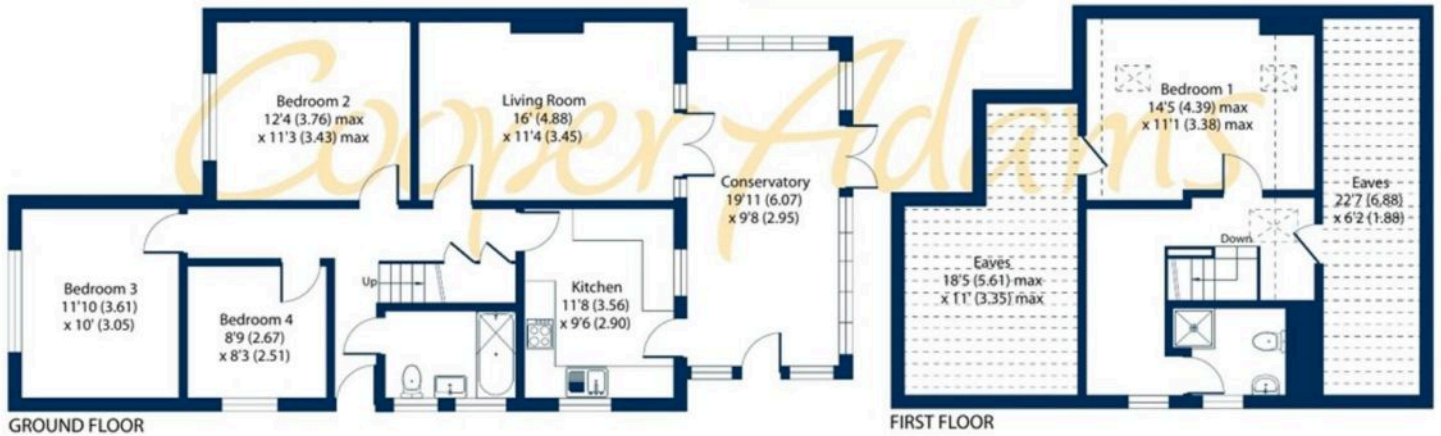 Cooper Adams
Bedroom 2
12'4 (3.76) max
x 11'3 (3.43) max
Living Room
16' (4.88)
x 11'4 (3.45)
Conservatory
19'11 (6.07)
x 9'8 (2.95)
Bedroom 3
11'10 (3.61)
x 10' (3.05)
Bedroom 4
8'9 (2.67)
x 8'3 (2.51)
Up
Kitchen
11'8 (3.56)
x 9'6 (2.90)
GROUND FLOOR
Bedroom 1
14'5 (4.39) max
x 11'1 (3.38) max
Eaves
22'7 (6.88)
x 6'2 (1.88)
Down
Eaves
18'5 (5.61) max
x 11' (3.35) max
FIRST FLOOR